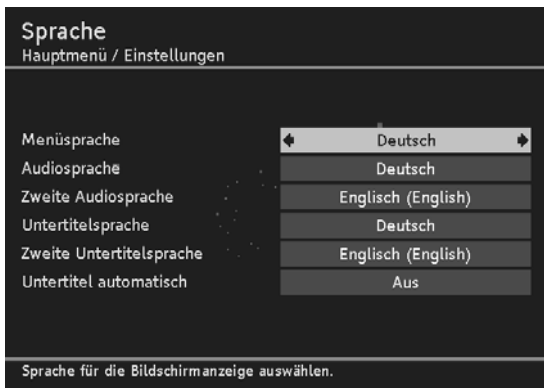 Sprache
Hauptmenü / Einstellungen
Menüsprache Deutsch
Audiosprache Deutsch
Zweite Audiosprache Englisch (English)
Untertitelsprache Deutsch
Zweite Untertitelsprache Englisch (English)
Untertitel automatisch Aus
Sprache für die Bildschirmanzeige auswählen.